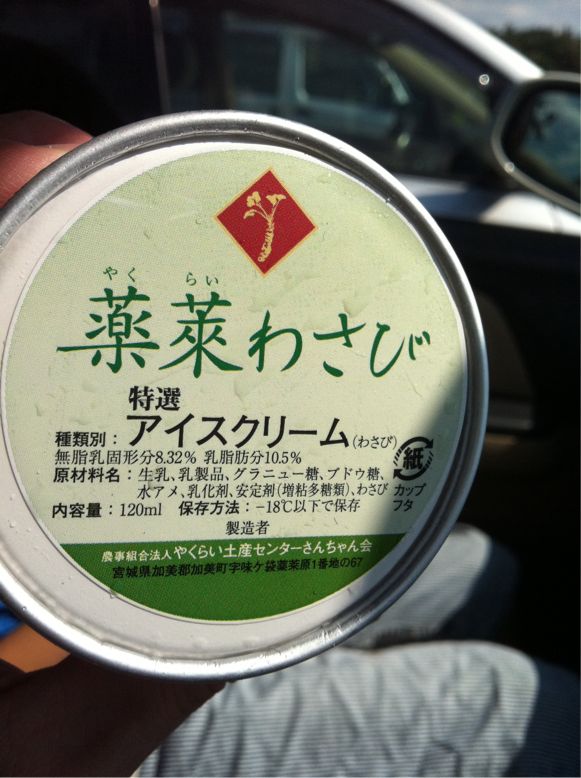 やく らい
薬萊わさび
特選
種類別：アイスクリーム（わさび）
無脂乳固形分8.32% 乳脂肪分10.5%
原材料名：生乳、乳製品、グラニュー糖、ブドウ糖、
水アメ、乳化剤、安定剤（増粘多糖類）、わさび
内容量：120ml 保存方法：−18℃以下で保存
紙
カップ
フタ
製造者
農事組合法人やくらい土産センターさんちゃん会
宮城県加美郡加美町字味ケ袋薬莱原1番地の67